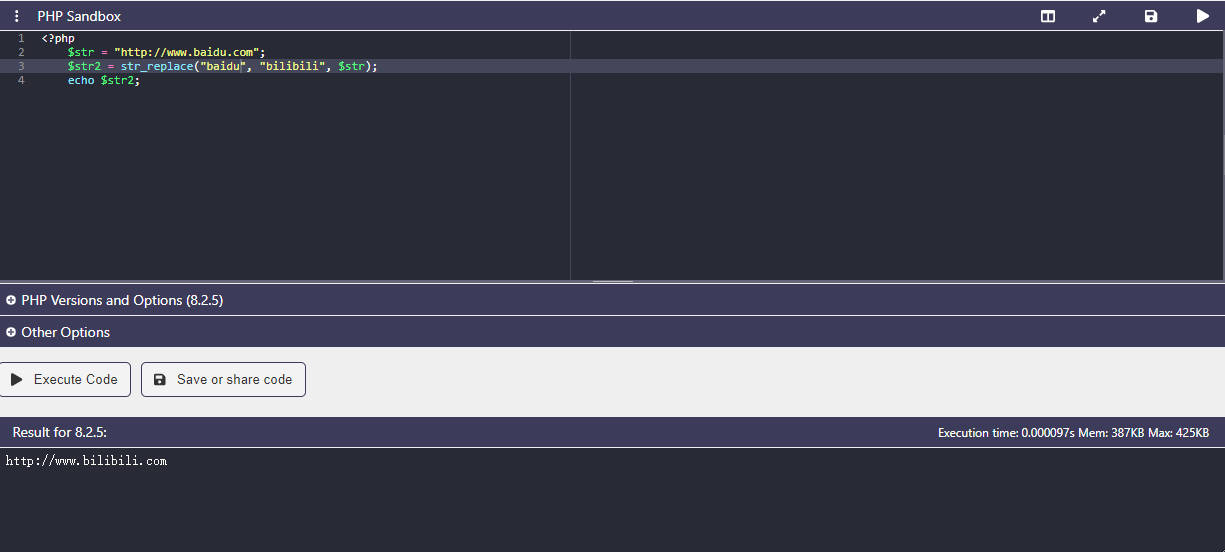 PHP Sandbox
1 <?php
2 $str = "http://www.baidu.com";
3 $str2 = str_replace("baidu", "bilibili", $str);
4 echo $str2;
PHP Versions and Options (8.2.5)
Other Options
Execute Code Save or share code
Result for 8.2.5: Execution time: 0.000097s Mem: 387KB Max: 425KB
http://www.bilibili.com